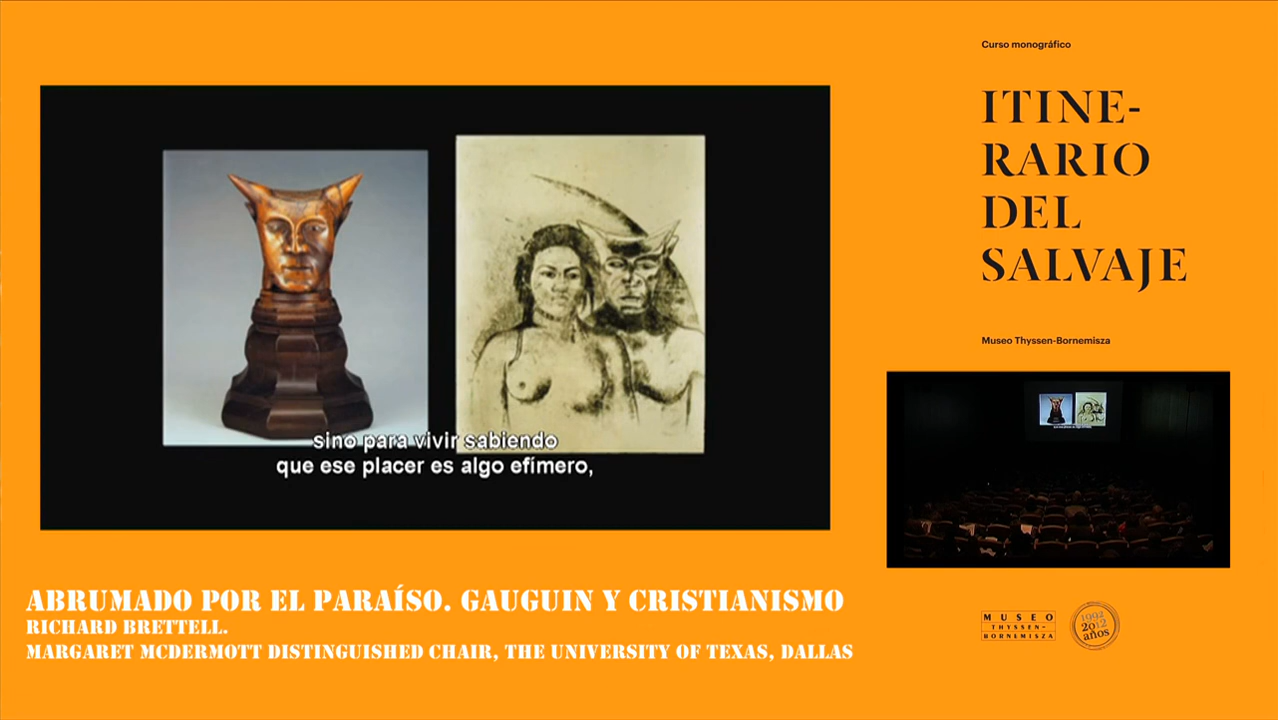 Curso monográfico
ITINE-
RARIO
DEL
SALVAJE
Museo Thyssen-Bornemisza
sino para vivir sabiendo
que ese placer es algo efímero,
ABRUMADO POR EL PARAÍSO. GAUGUIN Y CRISTIANISMO
RICHARD BRETTELL.
MARGARET MCDERMOTT DISTINGUISHED CHAIR, THE UNIVERSITY OF TEXAS, DALLAS
MUSEO
THYSSEN-
BORNEMISZA
1992
2012
años